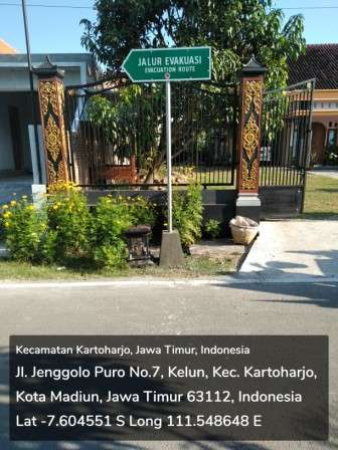 JALUR EVAKUASI
EVACUATION ROUTE
Kecamatan Kartoharjo, Jawa Timur, Indonesia
Jl. Jenggolo Puro No.7, Kelun, Kec. Kartoharjo,
Kota Madiun, Jawa Timur 63112, Indonesia
Lat -7.604551 S Long 111.548648 E